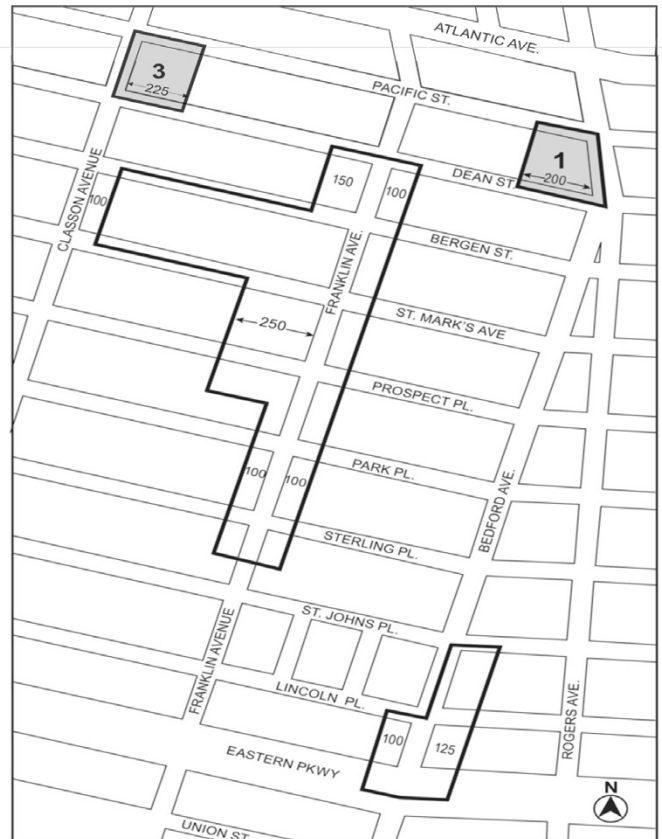 ATLANTIC AVE.
3
225
PACIFIC ST.
1
200
DEAN ST.
150
100
CLASSON AVENUE
100
BERGEN ST.
FRANKLIN AVE.
250
ST. MARK'S AVE
PROSPECT PL.
100
100
PARK PL.
BEDFORD AVE.
STERLING PL.
ST. JOHNS PL.
FRANKLIN AVENUE
LINCOLN PL.
ROGERS AVE.
100
125
EASTERN PKWY
N
UNION ST.